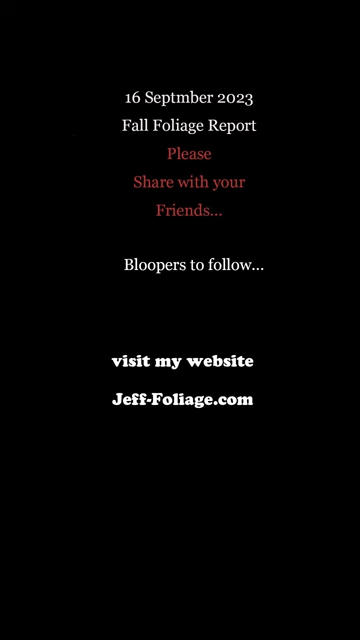 16 Septmber 2023
Fall Foliage Report
Please
Share with your
Friends...
Bloopers to follow...
visit my website
Jeff-Foliage.com